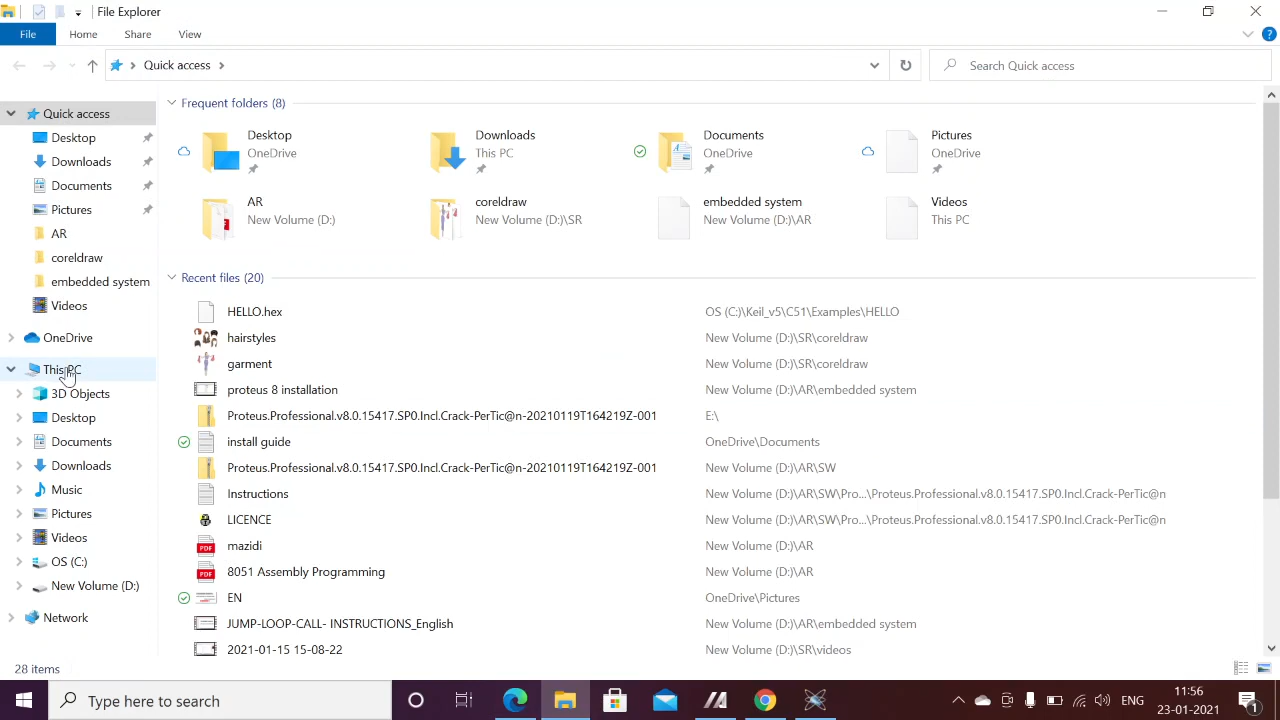 File Explorer
File Home Share View
Quick access
Search Quick access
Quick access
Desktop
Downloads
Documents
Pictures
AR
coreldraw
embedded system
Videos
OneDrive
This PC
3D Objects
Desktop
Documents
Downloads
Music
Pictures
Videos
OS (C:)
New Volume (D:)
Network
Frequent folders (8)
Desktop
OneDrive
Downloads
This PC
Documents
OneDrive
Pictures
OneDrive
AR
New Volume (D:)
coreldraw
New Volume (D:)\SR
embedded system
New Volume (D:)\AR
Videos
This PC
Recent files (20)
HELLO.hex OS (C:)\Keil_v5\C51\Examples\HELLO
hairstyles New Volume (D:)\SR\coreldraw
garment New Volume (D:)\SR\coreldraw
proteus 8 installation New Volume (D:)\AR\embedded system
Proteus.Professional.v8.0.15417.SP0.Incl.Crack-PerTic@n-20210119T164219Z-001 E:\
install guide OneDrive\Documents
Proteus.Professional.v8.0.15417.SP0.Incl.Crack-PerTic@n-20210119T164219Z-001 New Volume (D:)\AR\SW
Instructions New Volume (D:)\AR\SW\Pro...\Proteus.Professional.v8.0.15417.SP0.Incl.Crack-PerTic@n
LICENCE New Volume (D:)\AR\SW\Pro...\Proteus.Professional.v8.0.15417.SP0.Incl.Crack-PerTic@n
mazidi New Volume (D:)\AR
8051 Assembly Programming New Volume (D:)\AR
EN OneDrive\Pictures
JUMP-LOOP-CALL- INSTRUCTIONS_English New Volume (D:)\AR\embedded system
2021-01-15 15-08-22 New Volume (D:)\SR\videos
28 items
Type here to search
ENG
11:56
23-01-2021
1